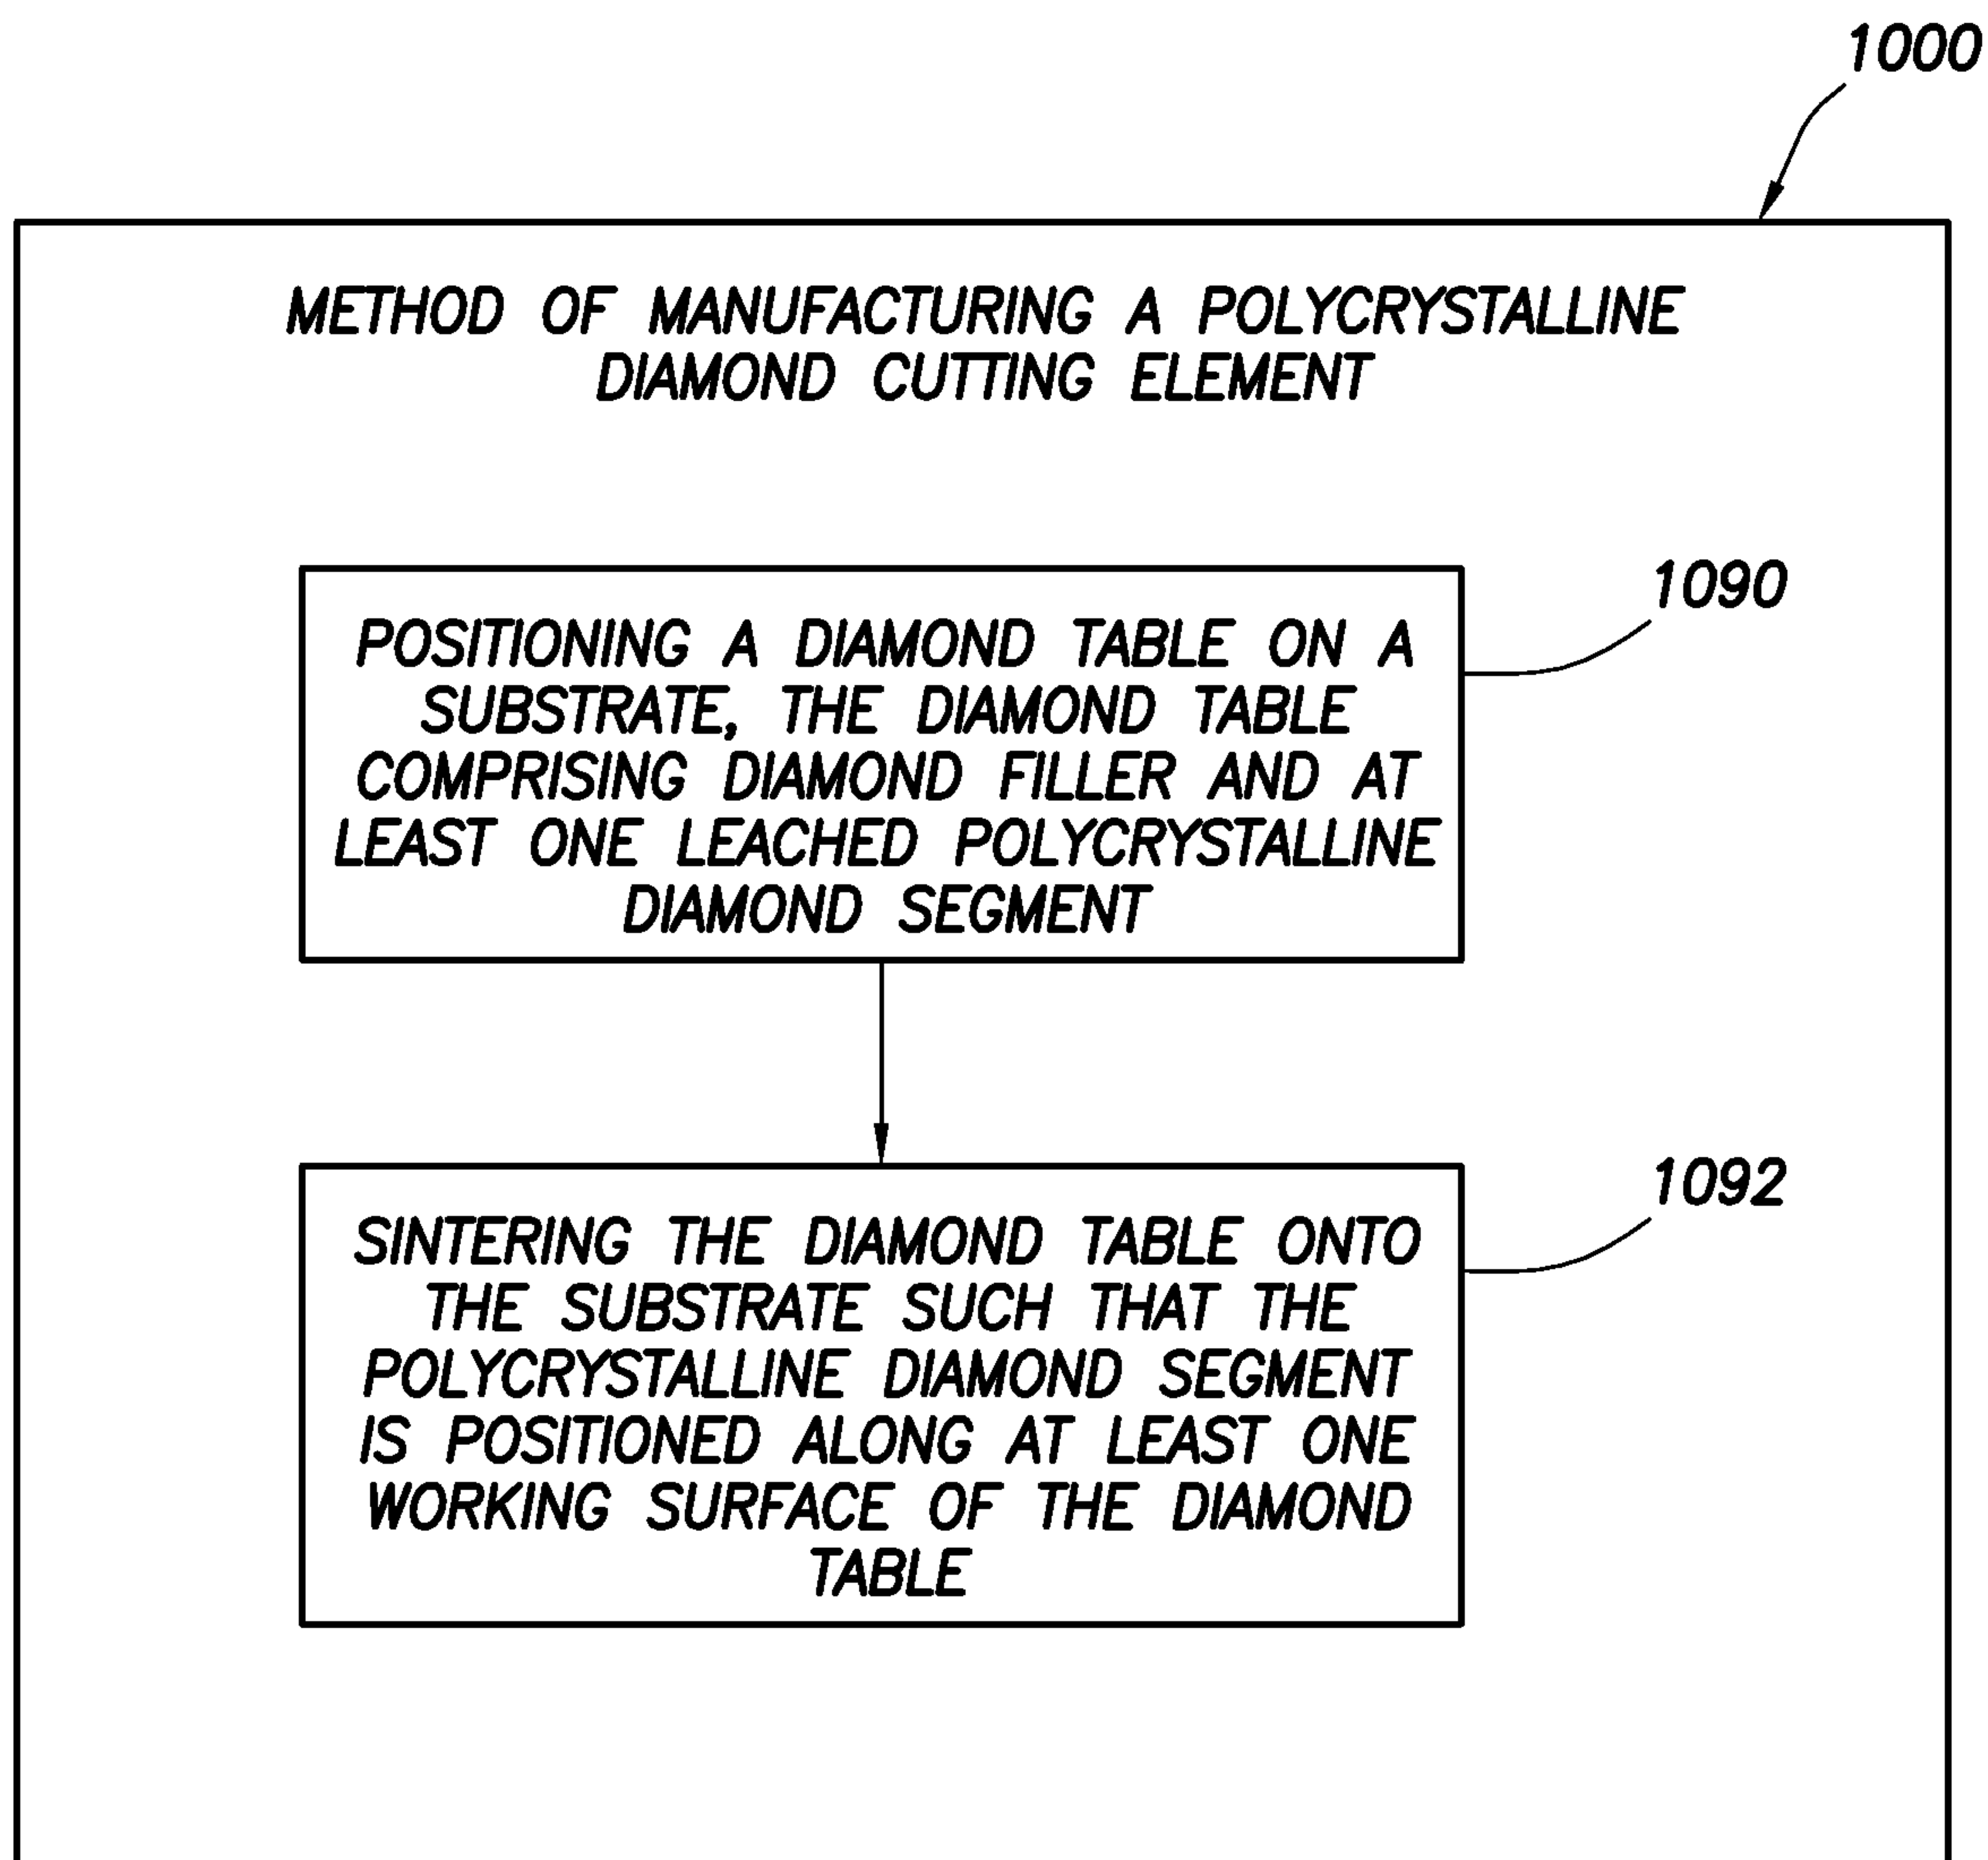 1000
METHOD OF MANUFACTURING A POLYCRYSTALLINE
DIAMOND CUTTING ELEMENT
1090
POSITIONING A DIAMOND TABLE ON A
SUBSTRATE, THE DIAMOND TABLE
COMPRISING DIAMOND FILLER AND AT
LEAST ONE LEACHED POLYCRYSTALLINE
DIAMOND SEGMENT
1092
SINTERING THE DIAMOND TABLE ONTO
THE SUBSTRATE SUCH THAT THE
POLYCRYSTALLINE DIAMOND SEGMENT
IS POSITIONED ALONG AT LEAST ONE
WORKING SURFACE OF THE DIAMOND
TABLE